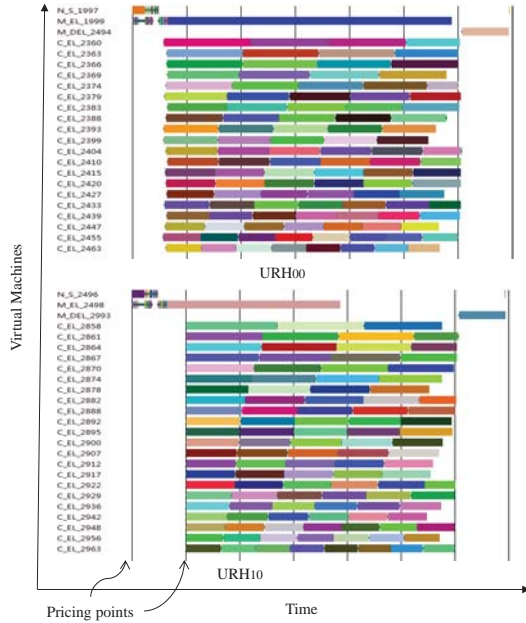 N_S_1997
M_EL_1999
M_DEL_2494
C_EL_2360
C_EL_2363
C_EL_2366
C_EL_2369
C_EL_2374
C_EL_2379
C_EL_2383
C_EL_2388
C_EL_2393
C_EL_2399
C_EL_2404
C_EL_2410
C_EL_2415
C_EL_2420
C_EL_2427
C_EL_2433
C_EL_2439
C_EL_2447
C_EL_2455
C_EL_2463
URH00
Virtual Machines
N_S_2496
M_EL_2498
M_DEL_2993
C_EL_2858
C_EL_2861
C_EL_2864
C_EL_2867
C_EL_2870
C_EL_2874
C_EL_2878
C_EL_2882
C_EL_2888
C_EL_2892
C_EL_2895
C_EL_2900
C_EL_2907
C_EL_2912
C_EL_2917
C_EL_2922
C_EL_2929
C_EL_2936
C_EL_2942
C_EL_2948
C_EL_2956
C_EL_2963
URH10
Pricing points
Time